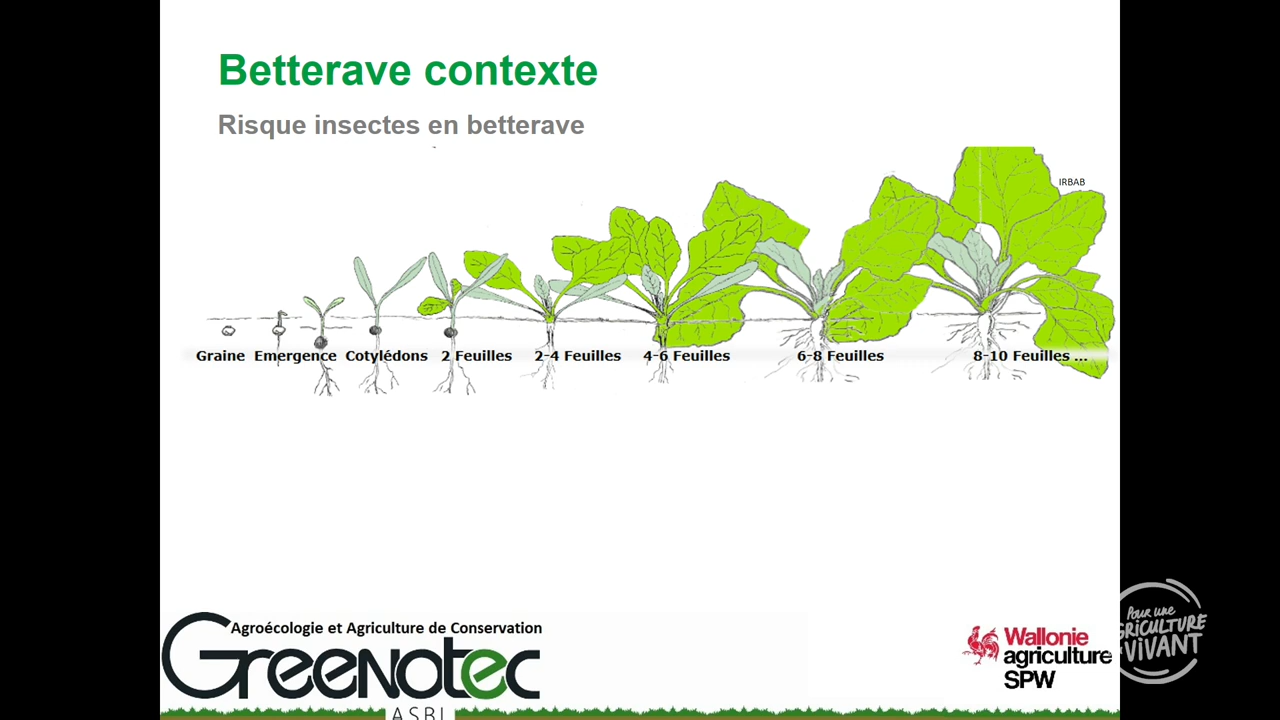 Betterave contexte
Risque insectes en betterave
IRBAB
Graine Emergence Cotylédons 2 Feuilles 2-4 Feuilles 4-6 Feuilles 6-8 Feuilles 8-10 Feuilles ...
Agroécologie et Agriculture de Conservation
Greenotec
ASBL
Wallonie
agriculture
SPW
Pour une
AGRICULTURE
du VIVANT